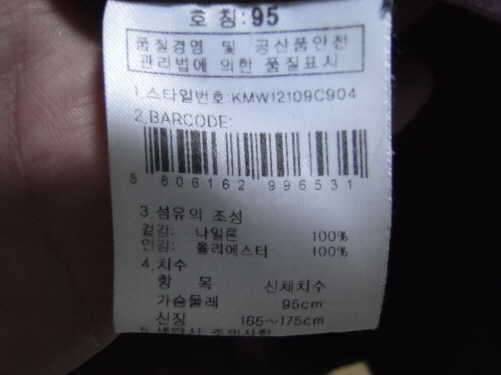 호 칭:95
품질경영 및 공산품안전
관리법에 의한 품질표시
1.스타일번호:KMW12109C904
2.BARCODE:
8 806162 996531
3.섬유의 조성
겉감: 나일론 100%
안감: 폴리에스터 100%
4.치수
항 목 신체치수
가슴둘레 95cm
신장 165~175cm